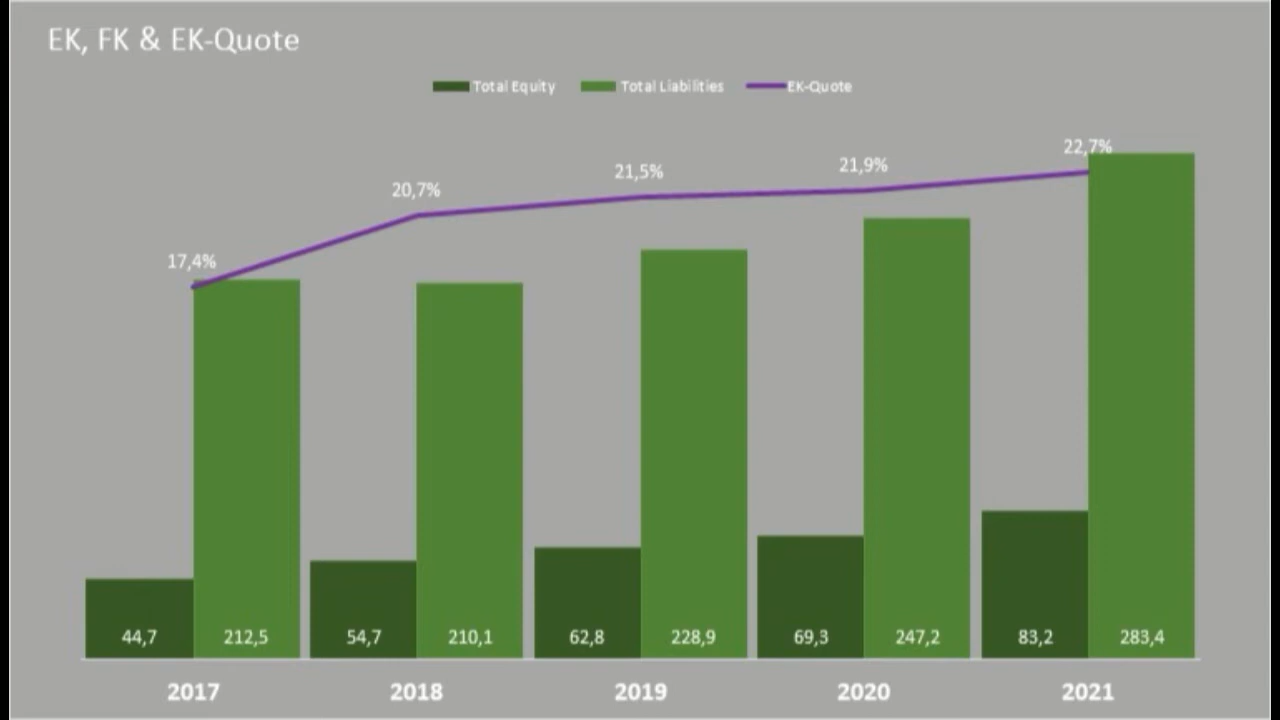 EK, FK & EK-Quote
Total Equity Total Liabilities EK-Quote
17,4% 20,7% 21,5% 21,9% 22,7%
44,7 212,5 54,7 210,1 62,8 228,9 69,3 247,2 83,2 283,4
2017 2018 2019 2020 2021